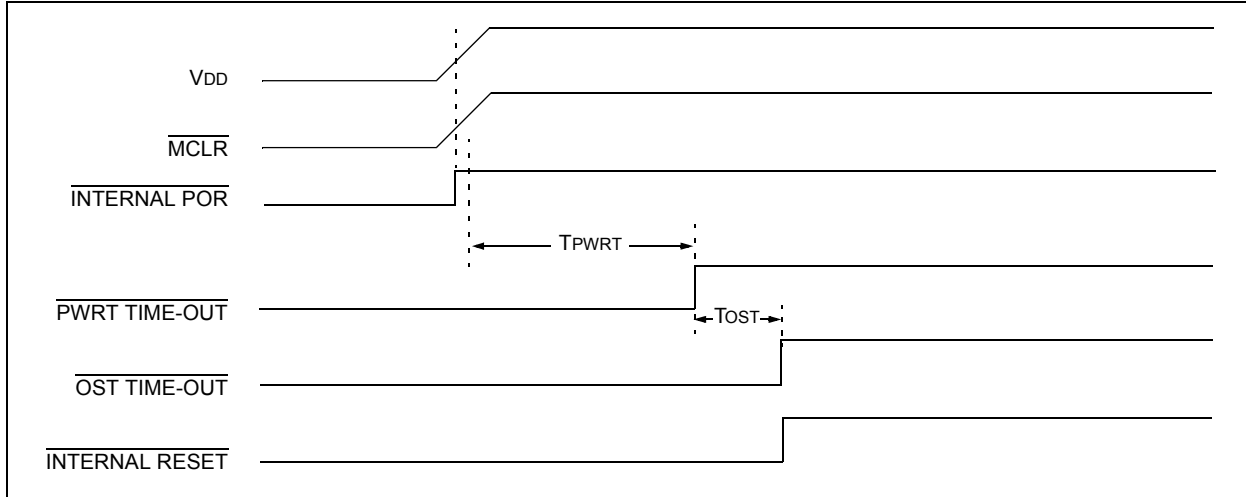 VDD
MCLR
INTERNAL POR
TPWRT
PWRT TIME-OUT
TOST
OST TIME-OUT
INTERNAL RESET